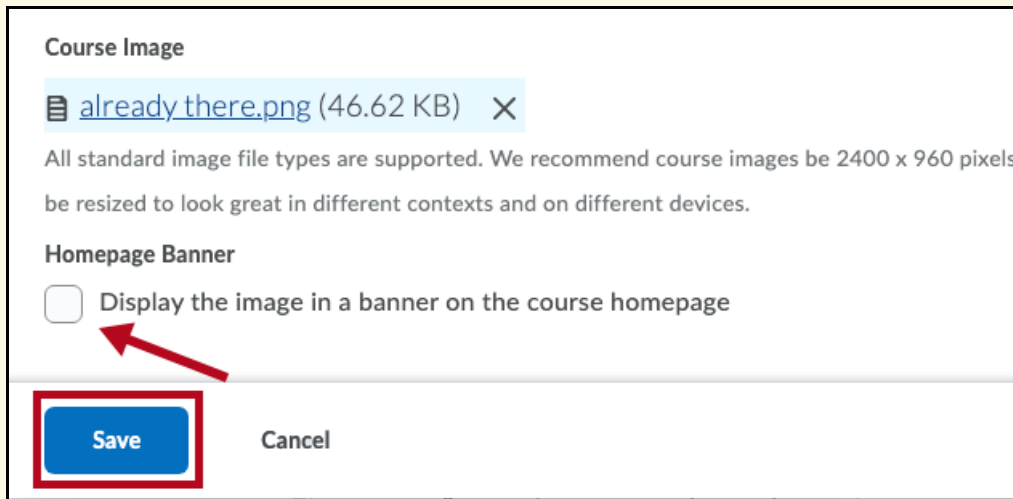 Course Image
already there.png (46.62 KB)
All standard image file types are supported. We recommend course images be 2400 x 960 pixels
be resized to look great in different contexts and on different devices.
Homepage Banner
Display the image in a banner on the course homepage
Save Cancel